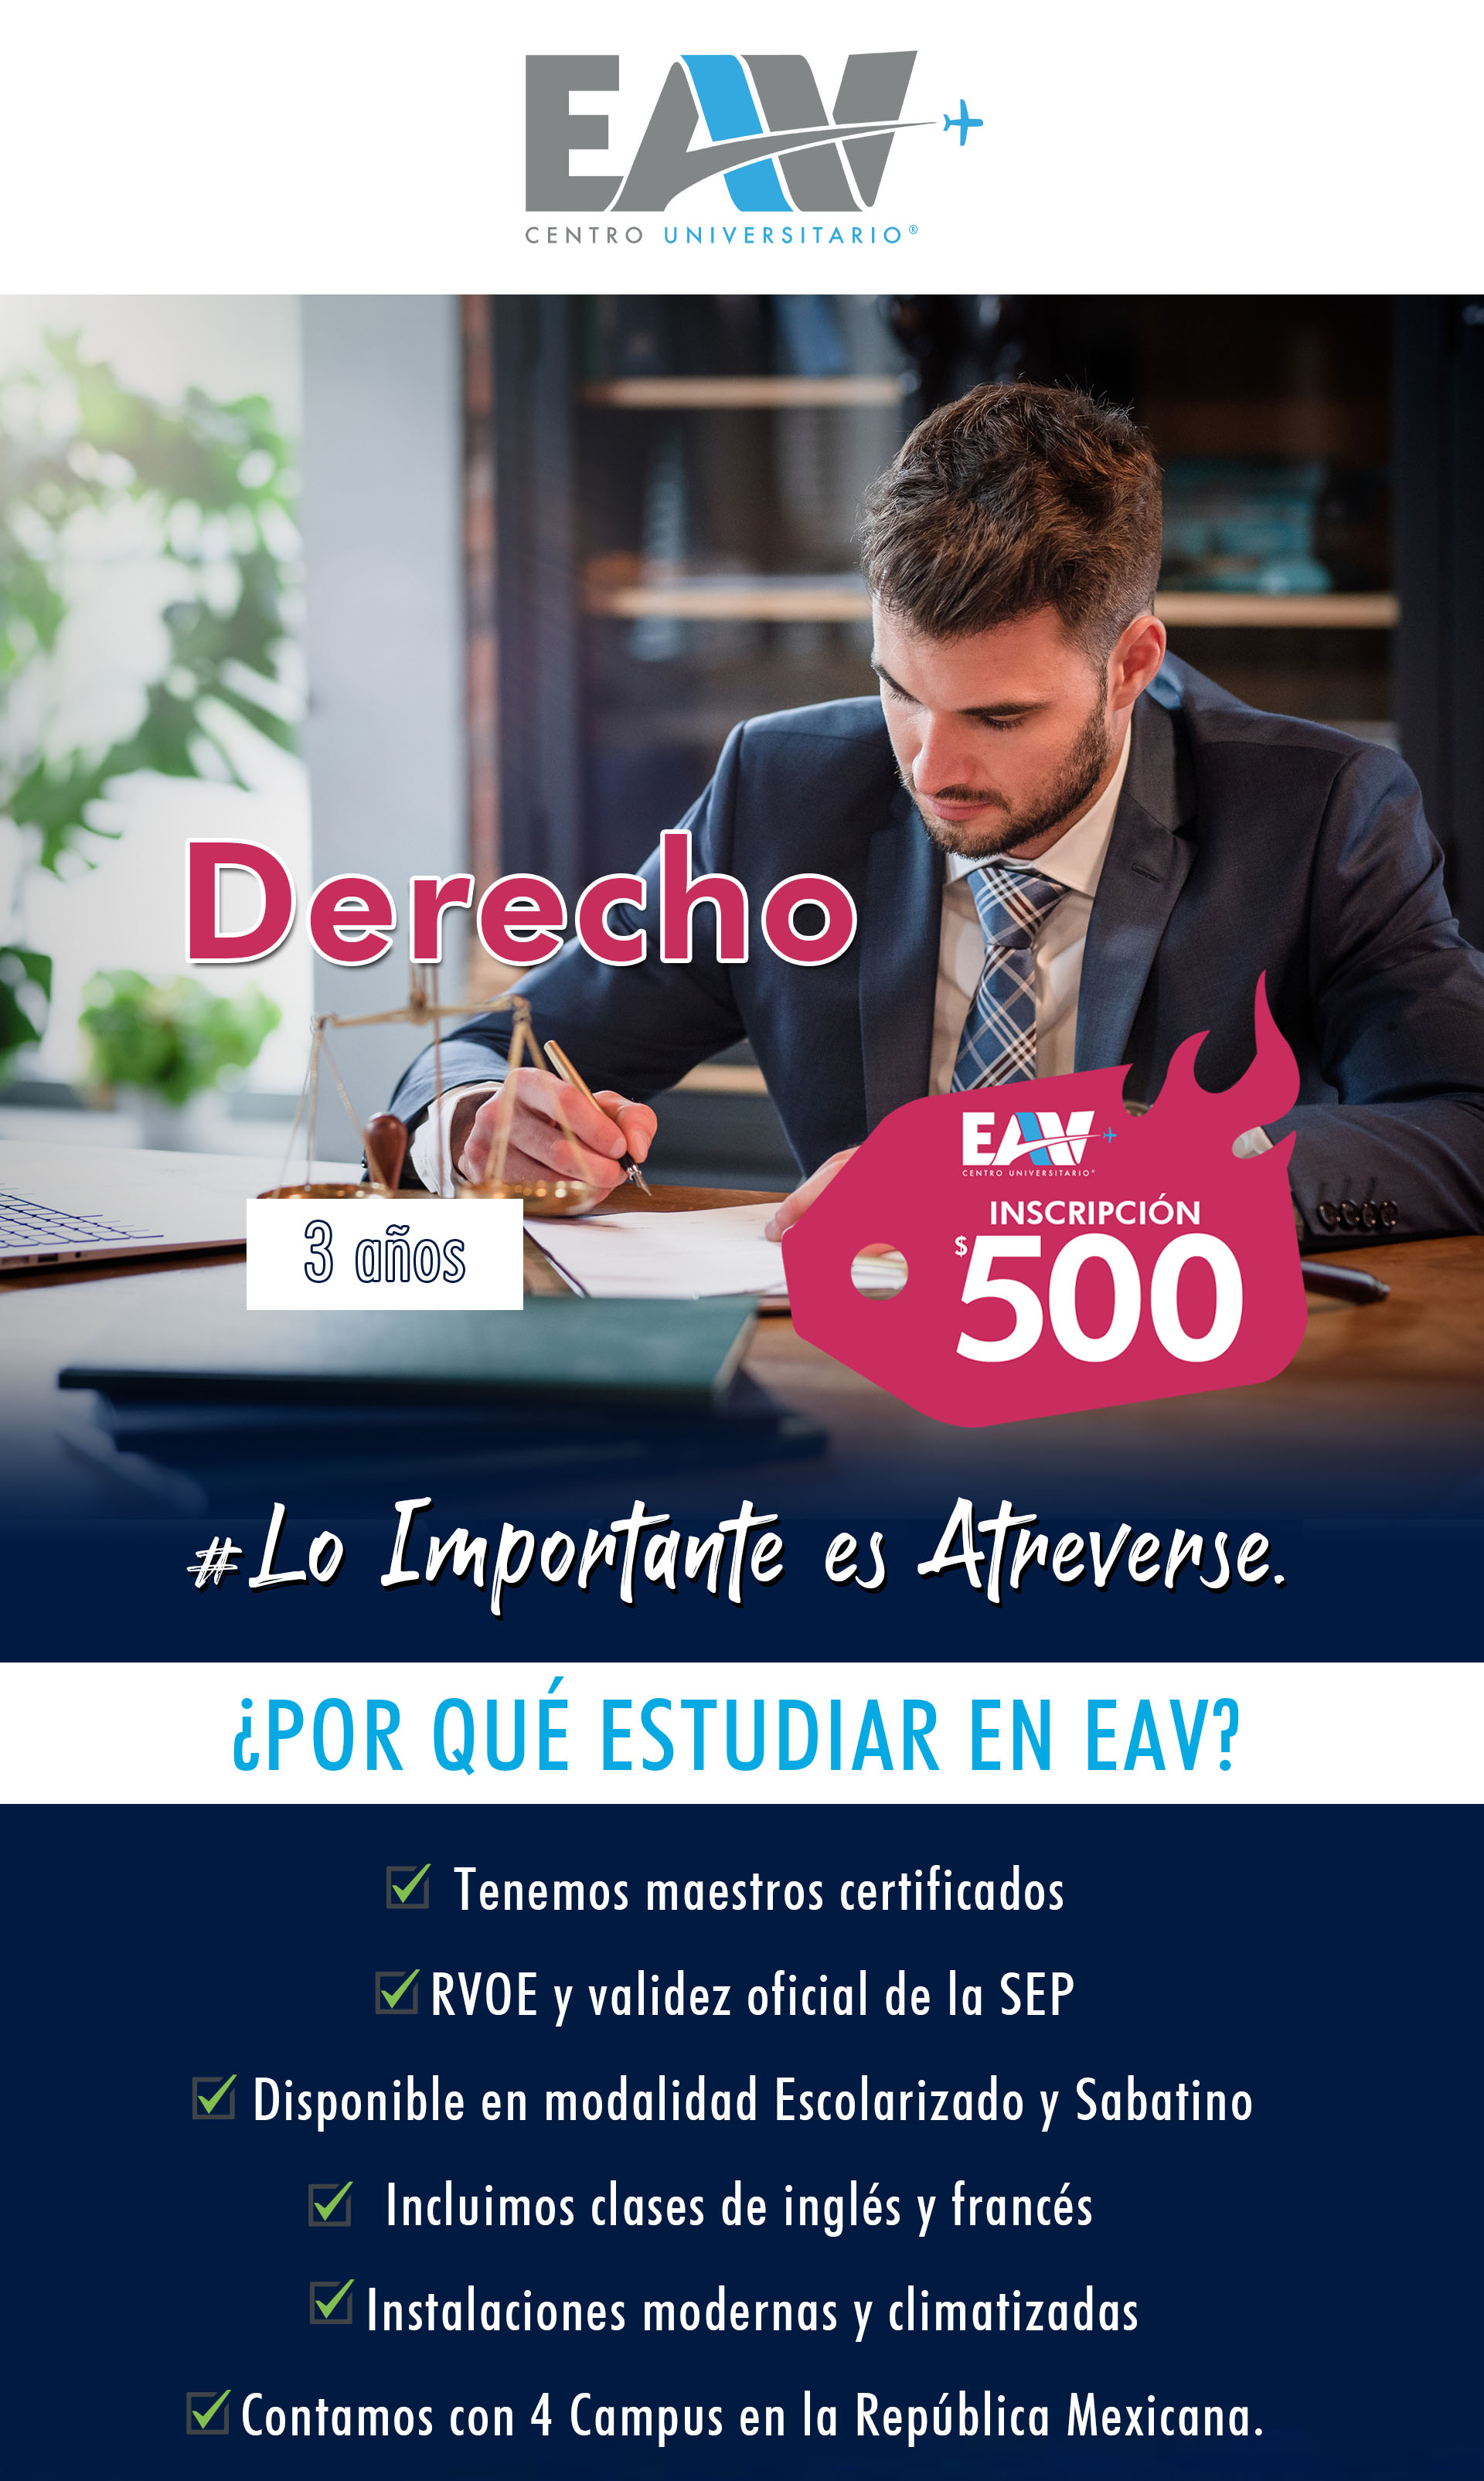 EAV
CENTRO UNIVERSITARIO®
Derecho
3 años
EAV
CENTRO UNIVERSITARIO®
INSCRIPCIÓN
$500
#Lo Importante es Atreverse.
¿POR QUÉ ESTUDIAR EN EAV?
Tenemos maestros certificados
RVOE y validez oficial de la SEP
Disponible en modalidad Escolarizado y Sabatino
Incluimos clases de inglés y francés
Instalaciones modernas y climatizadas
Contamos con 4 Campus en la República Mexicana.